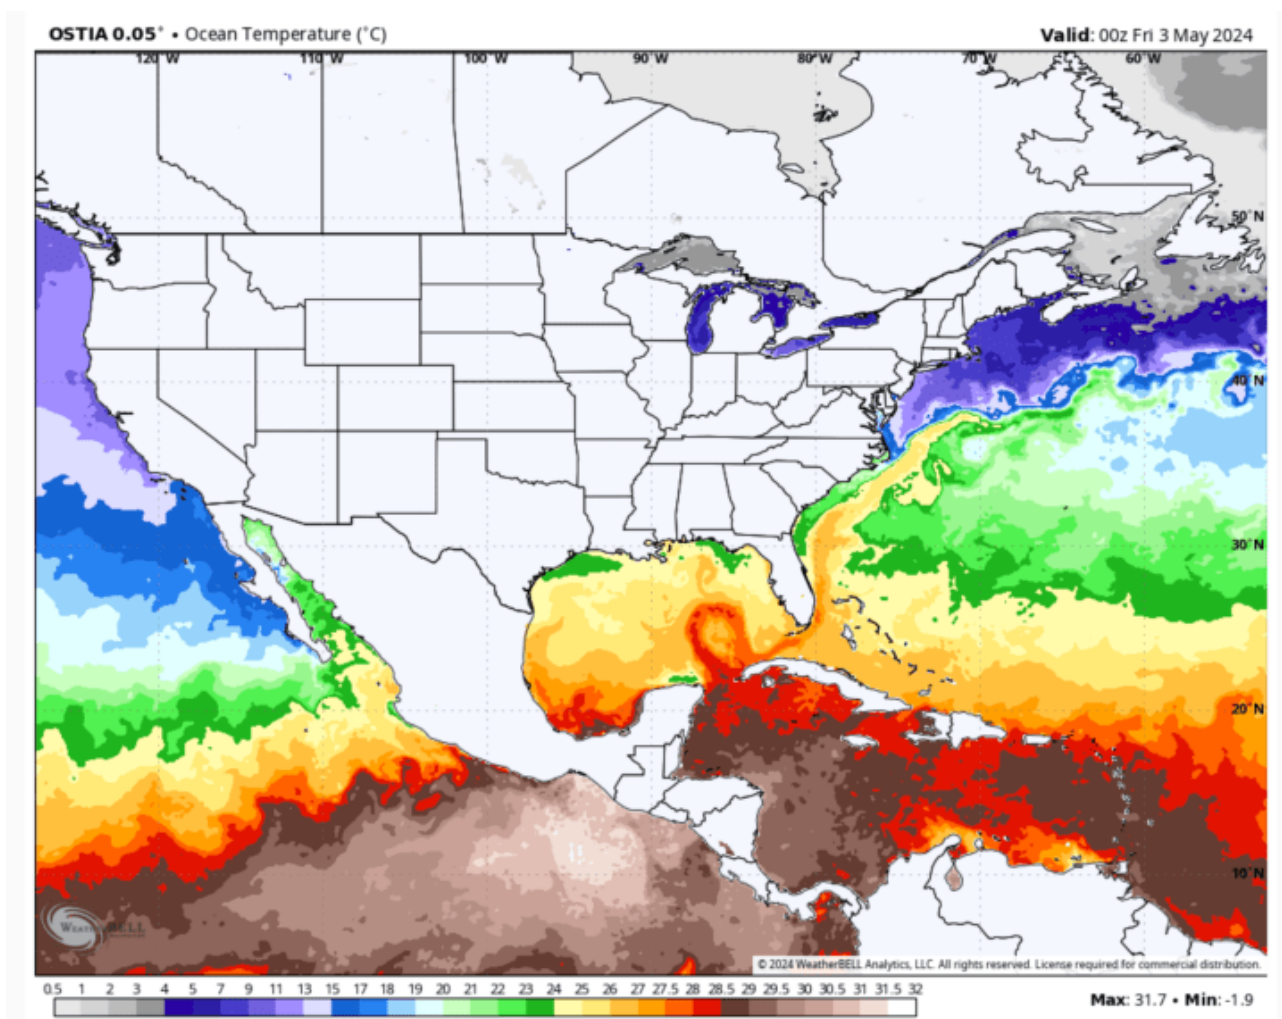 OSTIA 0.05° • Ocean Temperature (°C)
Valid: 00z Fri 3 May 2024
120°W 110°W 100°W 90°W 80°W 70°W 60°W
50°N
40°N
30°N
20°N
10°N
WEATHERBELL
© 2024 WeatherBELL Analytics, LLC. All rights reserved. License required for commercial distribution.
0.5 1 2 3 4 5 7 9 11 13 15 17 18 19 20 21 22 23 24 25 26 27 27.5 28 28.5 29 29.5 30 30.5 31 31.5 32
Max: 31.7 • Min: -1.9